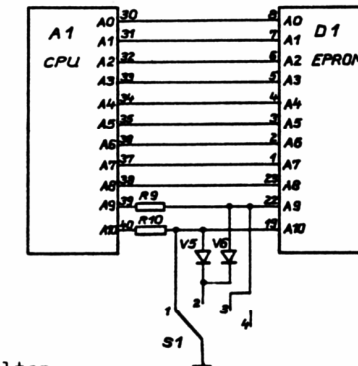 A1 CPU
D1 EPROM
A0 30 8 A0
A1 31 7 A1
A2 32 6 A2
A3 33 5 A3
A4 34 4 A4
A5 35 3 A5
A6 36 2 A6
A7 37 1 A7
A8 38 23 A8
A9 39 R9 22 A9
A10 40 R10 19 A10
V5 V6
1 2 3 4
S1